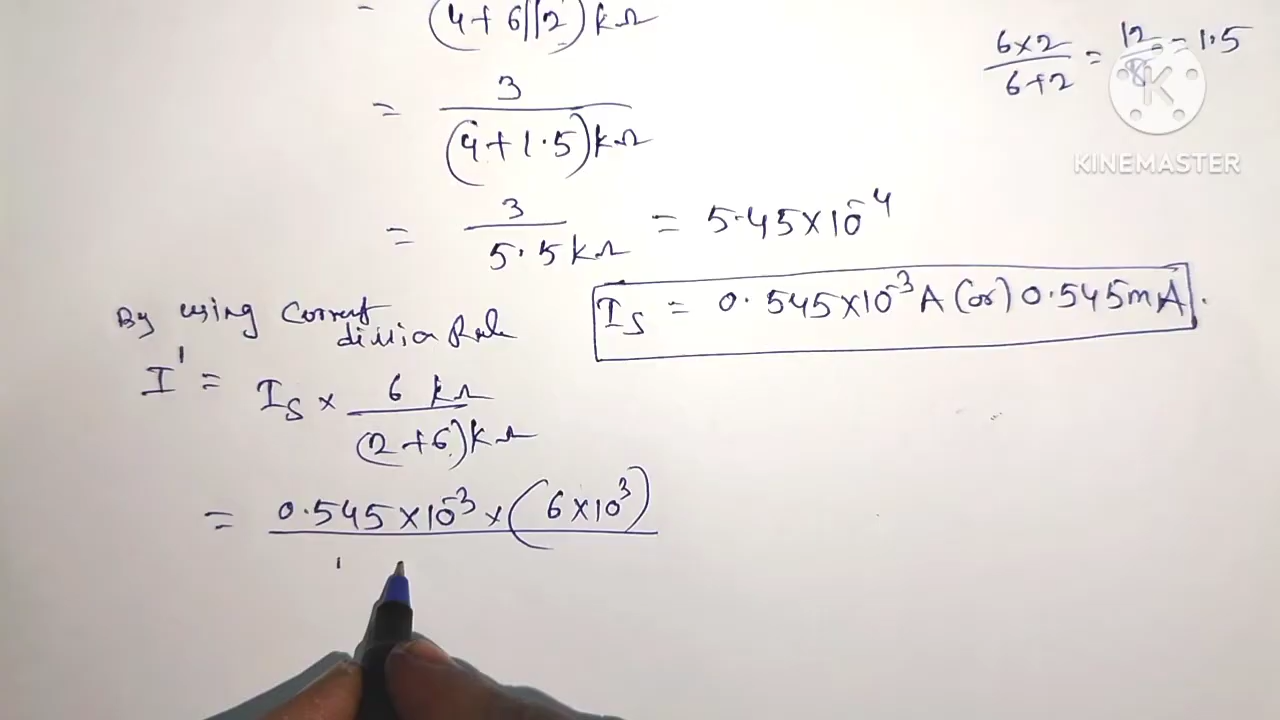 = (4+6||2)kΩ
6×2 / 6+2 = 12 / 8 = 1.5
= 3 / (4+1.5)kΩ
KINEMASTER
= 3 / 5.5kΩ = 5.45×10⁻⁴
I_S = 0.545×10⁻³A (or) 0.545mA.
By using Current
division Rule
I' = I_S × 6 kΩ / (2+6)kΩ
= 0.545×10⁻³ × (6×10³)